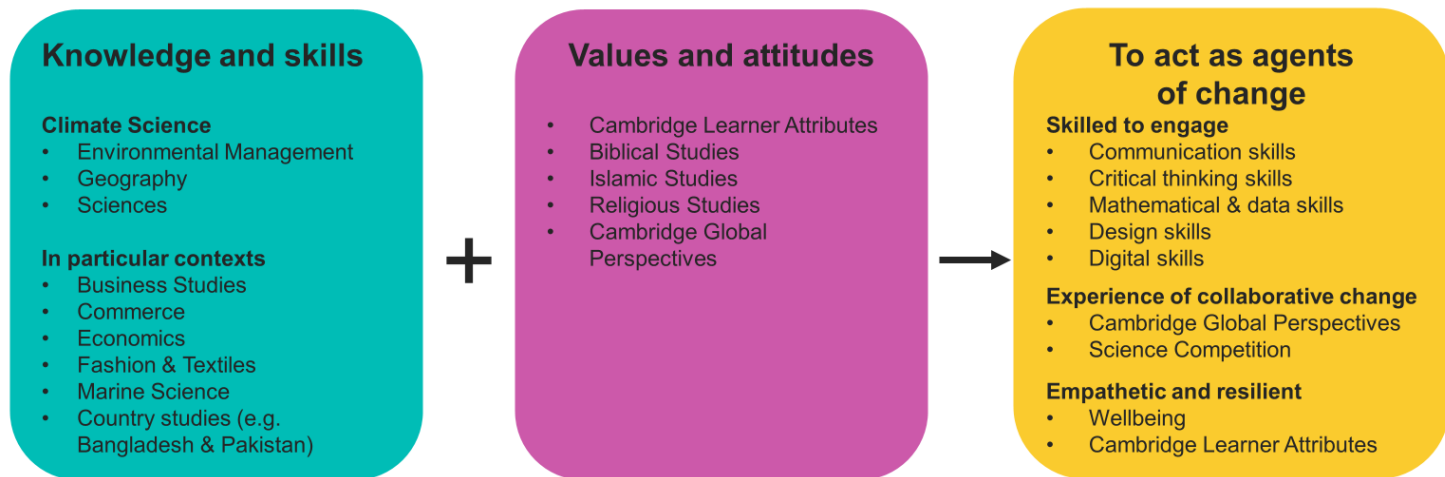 Knowledge and skills
Climate Science
• Environmental Management
• Geography
• Sciences
In particular contexts
• Business Studies
• Commerce
• Economics
• Fashion & Textiles
• Marine Science
• Country studies (e.g.
Bangladesh & Pakistan)
+
Values and attitudes
• Cambridge Learner Attributes
• Biblical Studies
• Islamic Studies
• Religious Studies
• Cambridge Global
Perspectives
To act as agents
of change
Skilled to engage
• Communication skills
• Critical thinking skills
• Mathematical & data skills
• Design skills
• Digital skills
Experience of collaborative change
• Cambridge Global Perspectives
• Science Competition
Empathetic and resilient
• Wellbeing
• Cambridge Learner Attributes